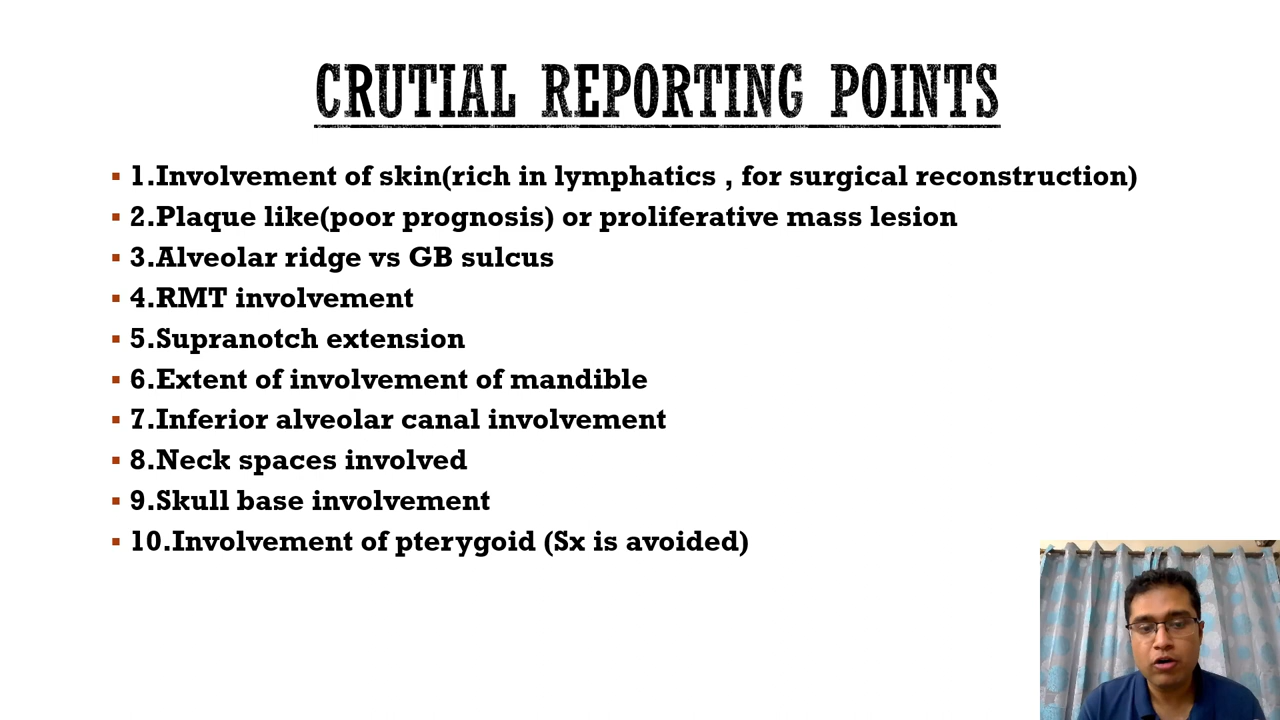 CRUTIAL REPORTING POINTS
▪ 1.Involvement of skin(rich in lymphatics , for surgical reconstruction)
▪ 2.Plaque like(poor prognosis) or proliferative mass lesion
▪ 3.Alveolar ridge vs GB sulcus
▪ 4.RMT involvement
▪ 5.Supranotch extension
▪ 6.Extent of involvement of mandible
▪ 7.Inferior alveolar canal involvement
▪ 8.Neck spaces involved
▪ 9.Skull base involvement
▪ 10.Involvement of pterygoid (Sx is avoided)